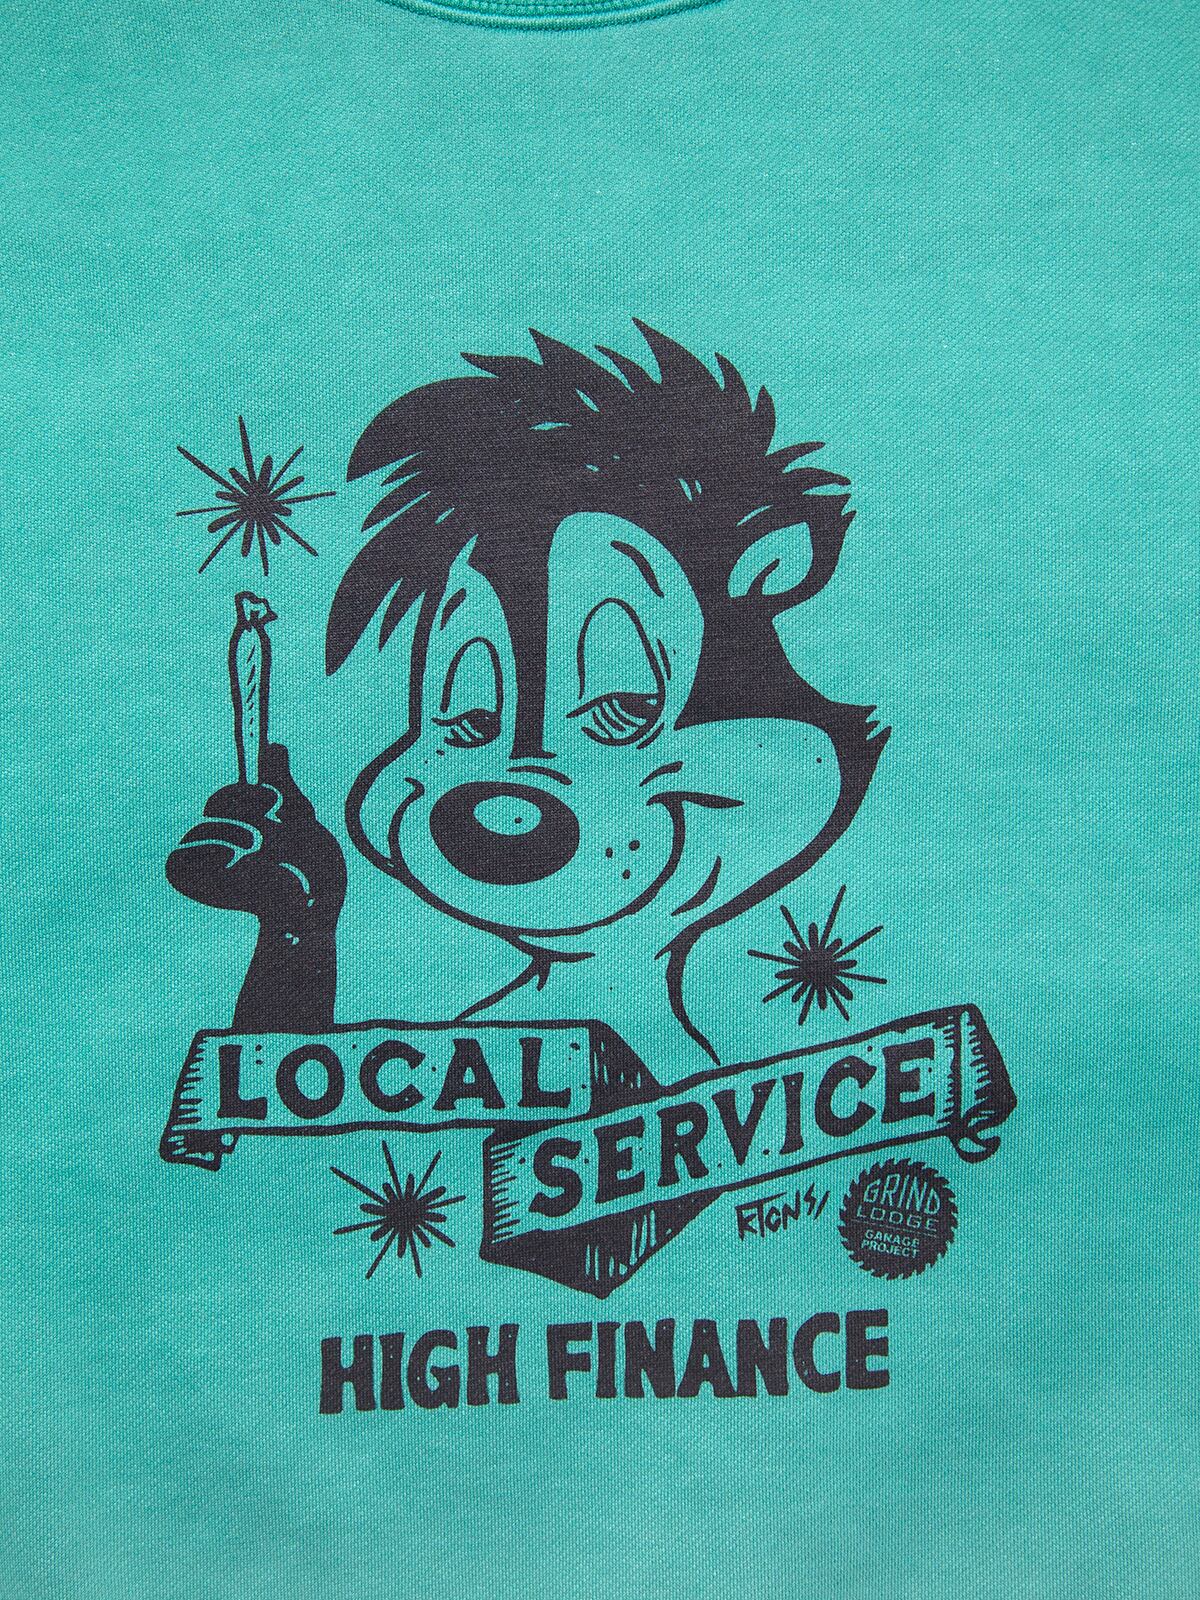 LOCAL
SERVICE
GRIND
LODGE
GARAGE
PROJECT
HIGH FINANCE